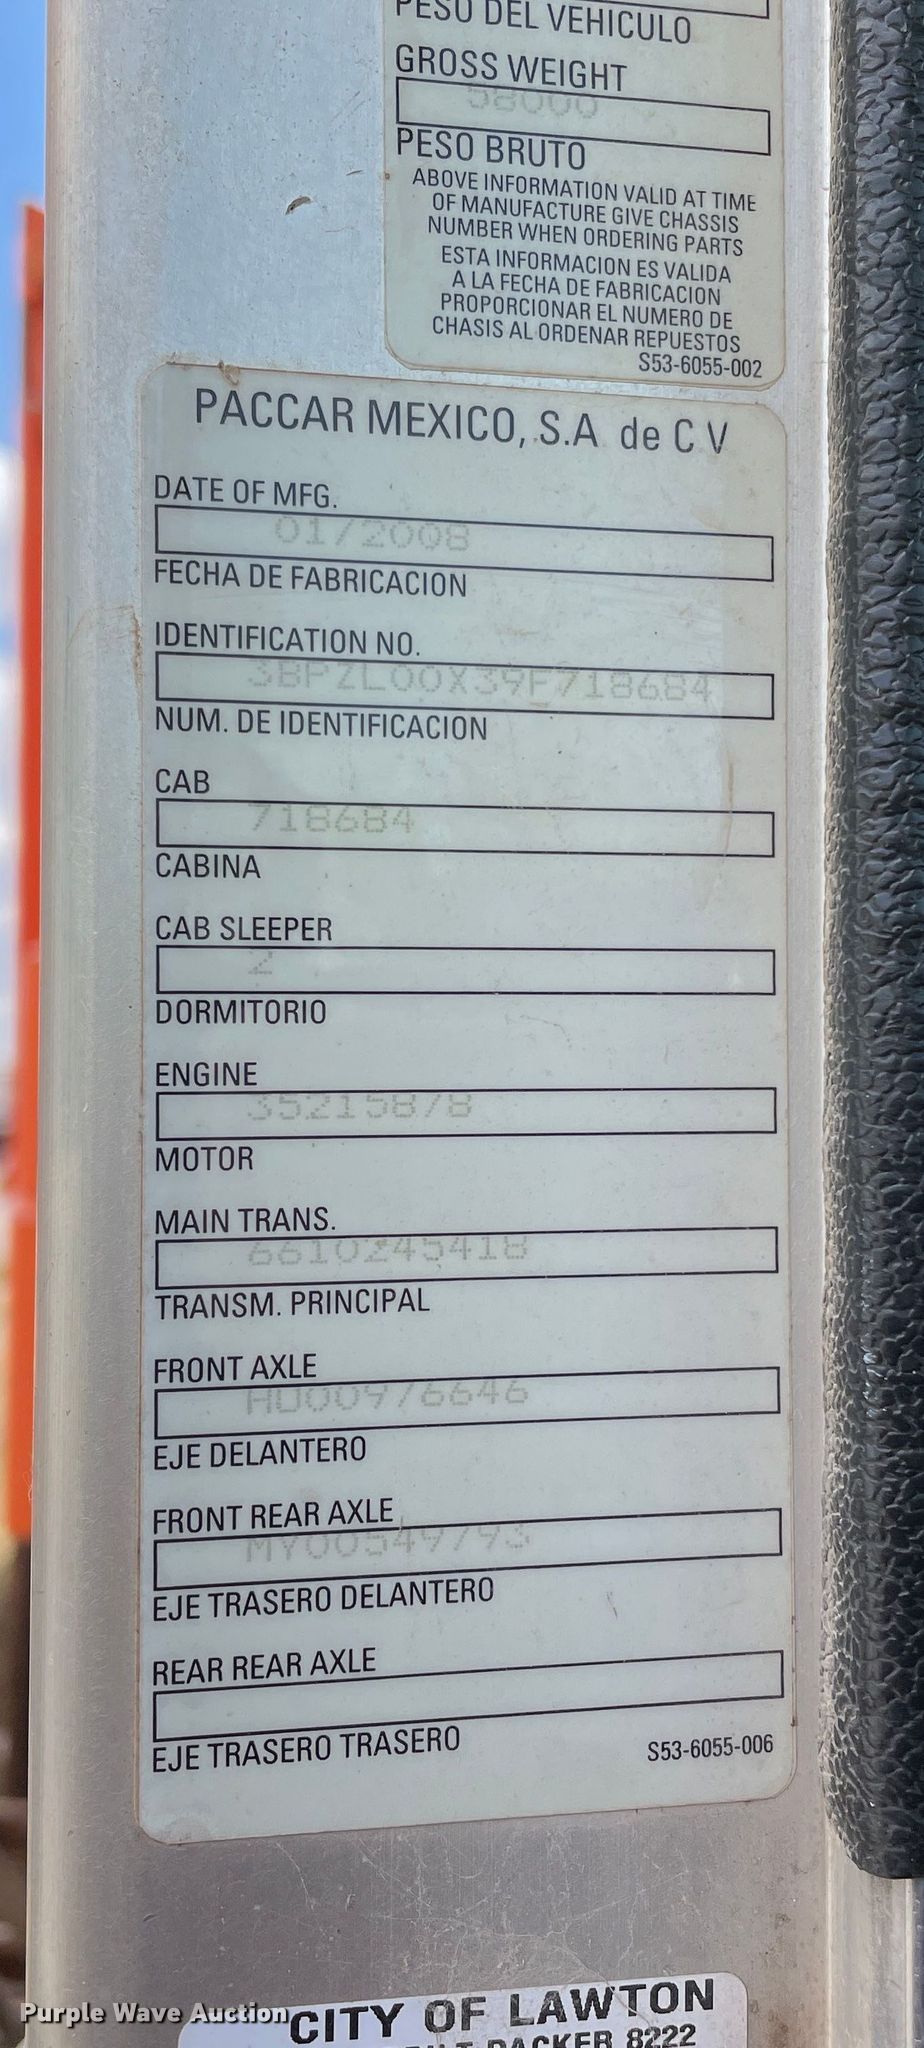 PESO DEL VEHICULO
GROSS WEIGHT
58000
PESO BRUTO
ABOVE INFORMATION VALID AT TIME
OF MANUFACTURE GIVE CHASSIS
NUMBER WHEN ORDERING PARTS
ESTA INFORMACION ES VALIDA
A LA FECHA DE FABRICACION
PROPORCIONAR EL NUMERO DE
CHASIS AL ORDENAR REPUESTOS
S53-6055-002
PACCAR MEXICO, S.A de C V
DATE OF MFG.
01/2008
FECHA DE FABRICACION
IDENTIFICATION NO.
3BPZL00X39F718684
NUM. DE IDENTIFICACION
CAB
718684
CABINA
CAB SLEEPER
2
DORMITORIO
ENGINE
35215878
MOTOR
MAIN TRANS.
6610245418
TRANSM. PRINCIPAL
FRONT AXLE
EJE DELANTERO
FRONT REAR AXLE
MY00549793
EJE TRASERO DELANTERO
REAR REAR AXLE
EJE TRASERO TRASERO
S53-6055-006
CITY OF LAWTON
PACKER 8222
Purple Wave Auction